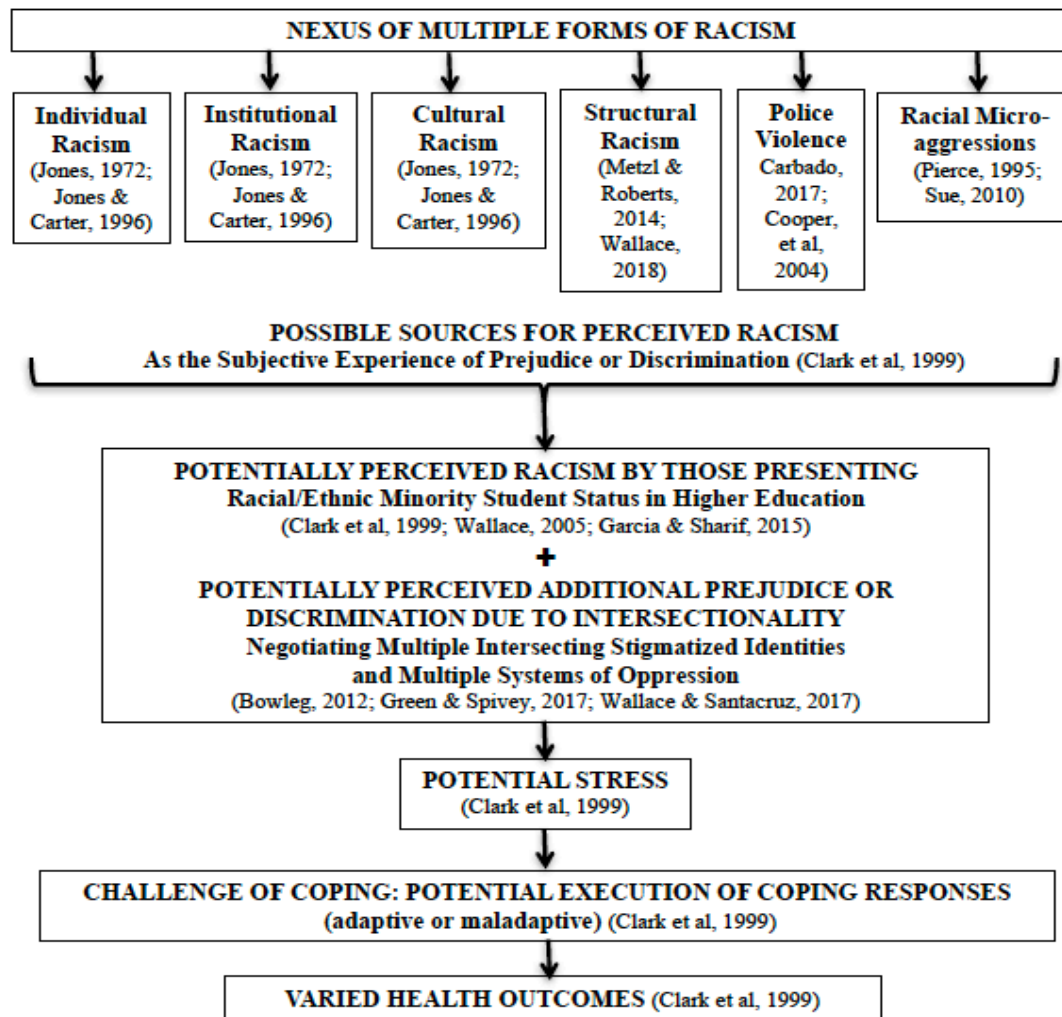 NEXUS OF MULTIPLE FORMS OF RACISM
Individual
Racism
(Jones, 1972;
Jones &
Carter, 1996)
Institutional
Racism
(Jones, 1972;
Jones &
Carter, 1996)
Cultural
Racism
(Jones, 1972;
Jones &
Carter, 1996)
Structural
Racism
(Metzl &
Roberts,
2014;
Wallace,
2018)
Police
Violence
Carbado,
2017;
Cooper,
et al,
2004)
Racial Micro-
aggressions
(Pierce, 1995;
Sue, 2010)
POSSIBLE SOURCES FOR PERCEIVED RACISM
As the Subjective Experience of Prejudice or Discrimination (Clark et al, 1999)
POTENTIALLY PERCEIVED RACISM BY THOSE PRESENTING
Racial/Ethnic Minority Student Status in Higher Education
(Clark et al, 1999; Wallace, 2005; Garcia & Sharif, 2015)
+
POTENTIALLY PERCEIVED ADDITIONAL PREJUDICE OR
DISCRIMINATION DUE TO INTERSECTIONALITY
Negotiating Multiple Intersecting Stigmatized Identities
and Multiple Systems of Oppression
(Bowleg, 2012; Green & Spivey, 2017; Wallace & Santacruz, 2017)
POTENTIAL STRESS
(Clark et al, 1999)
CHALLENGE OF COPING: POTENTIAL EXECUTION OF COPING RESPONSES
(adaptive or maladaptive) (Clark et al, 1999)
VARIED HEALTH OUTCOMES (Clark et al, 1999)